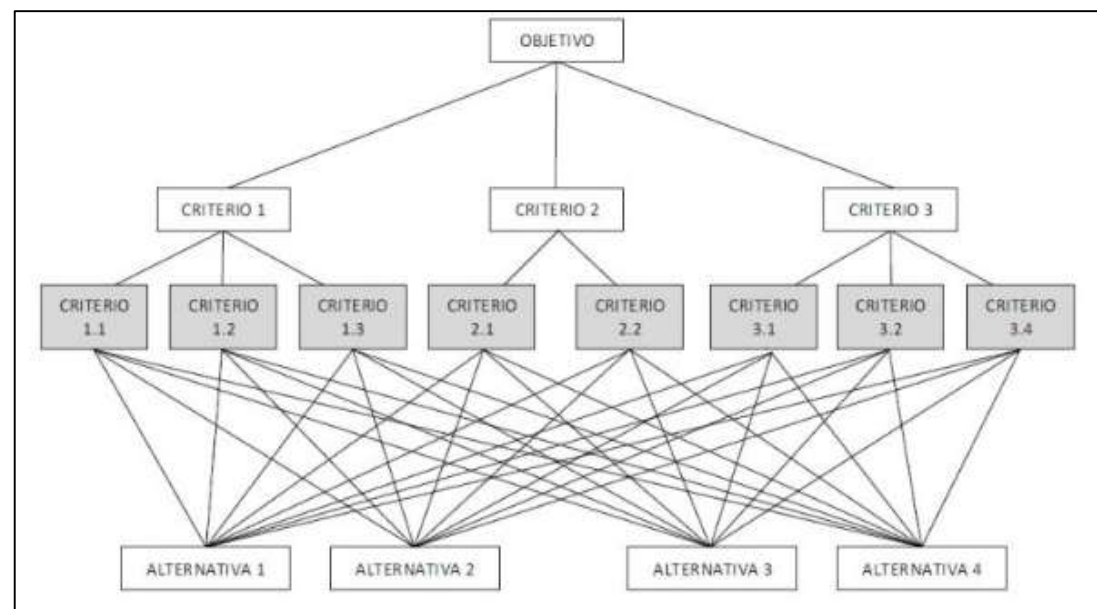 OBJETIVO
CRITERIO 1
CRITERIO 2
CRITERIO 3
CRITERIO
1.1
CRITERIO
1.2
CRITERIO
1.3
CRITERIO
2.1
CRITERIO
2.2
CRITERIO
3.1
CRITERIO
3.2
CRITERIO
3.4
ALTERNATIVA 1
ALTERNATIVA 2
ALTERNATIVA 3
ALTERNATIVA 4